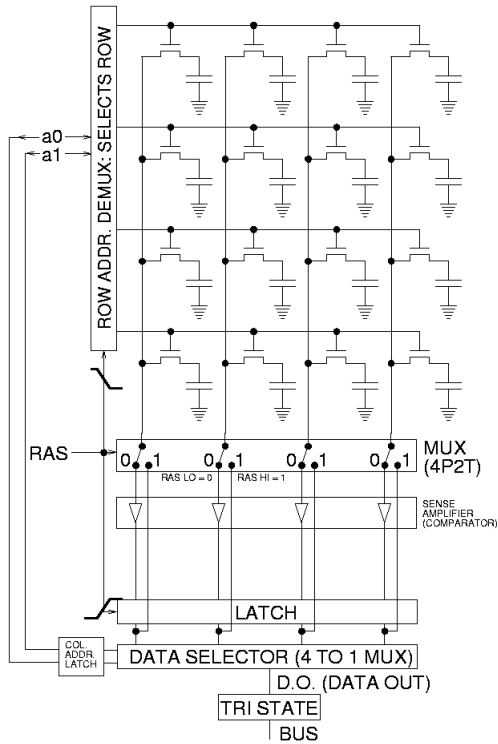 ROW ADDR. DEMUX: SELECTS ROW
a0
a1
RAS
0 1 0 1 0 1 0 1
MUX
(4P2T)
RAS LO = 0 RAS HI = 1
SENSE
AMPLIFIER
(COMPARATOR)
LATCH
COL.
ADDR.
LATCH
DATA SELECTOR (4 TO 1 MUX)
D.O. (DATA OUT)
TRI STATE
BUS